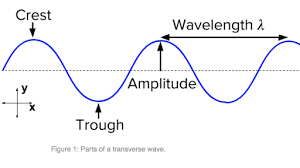 Crest
Wavelength λ
Amplitude
y
x
Trough
Figure 1: Parts of a transverse wave.